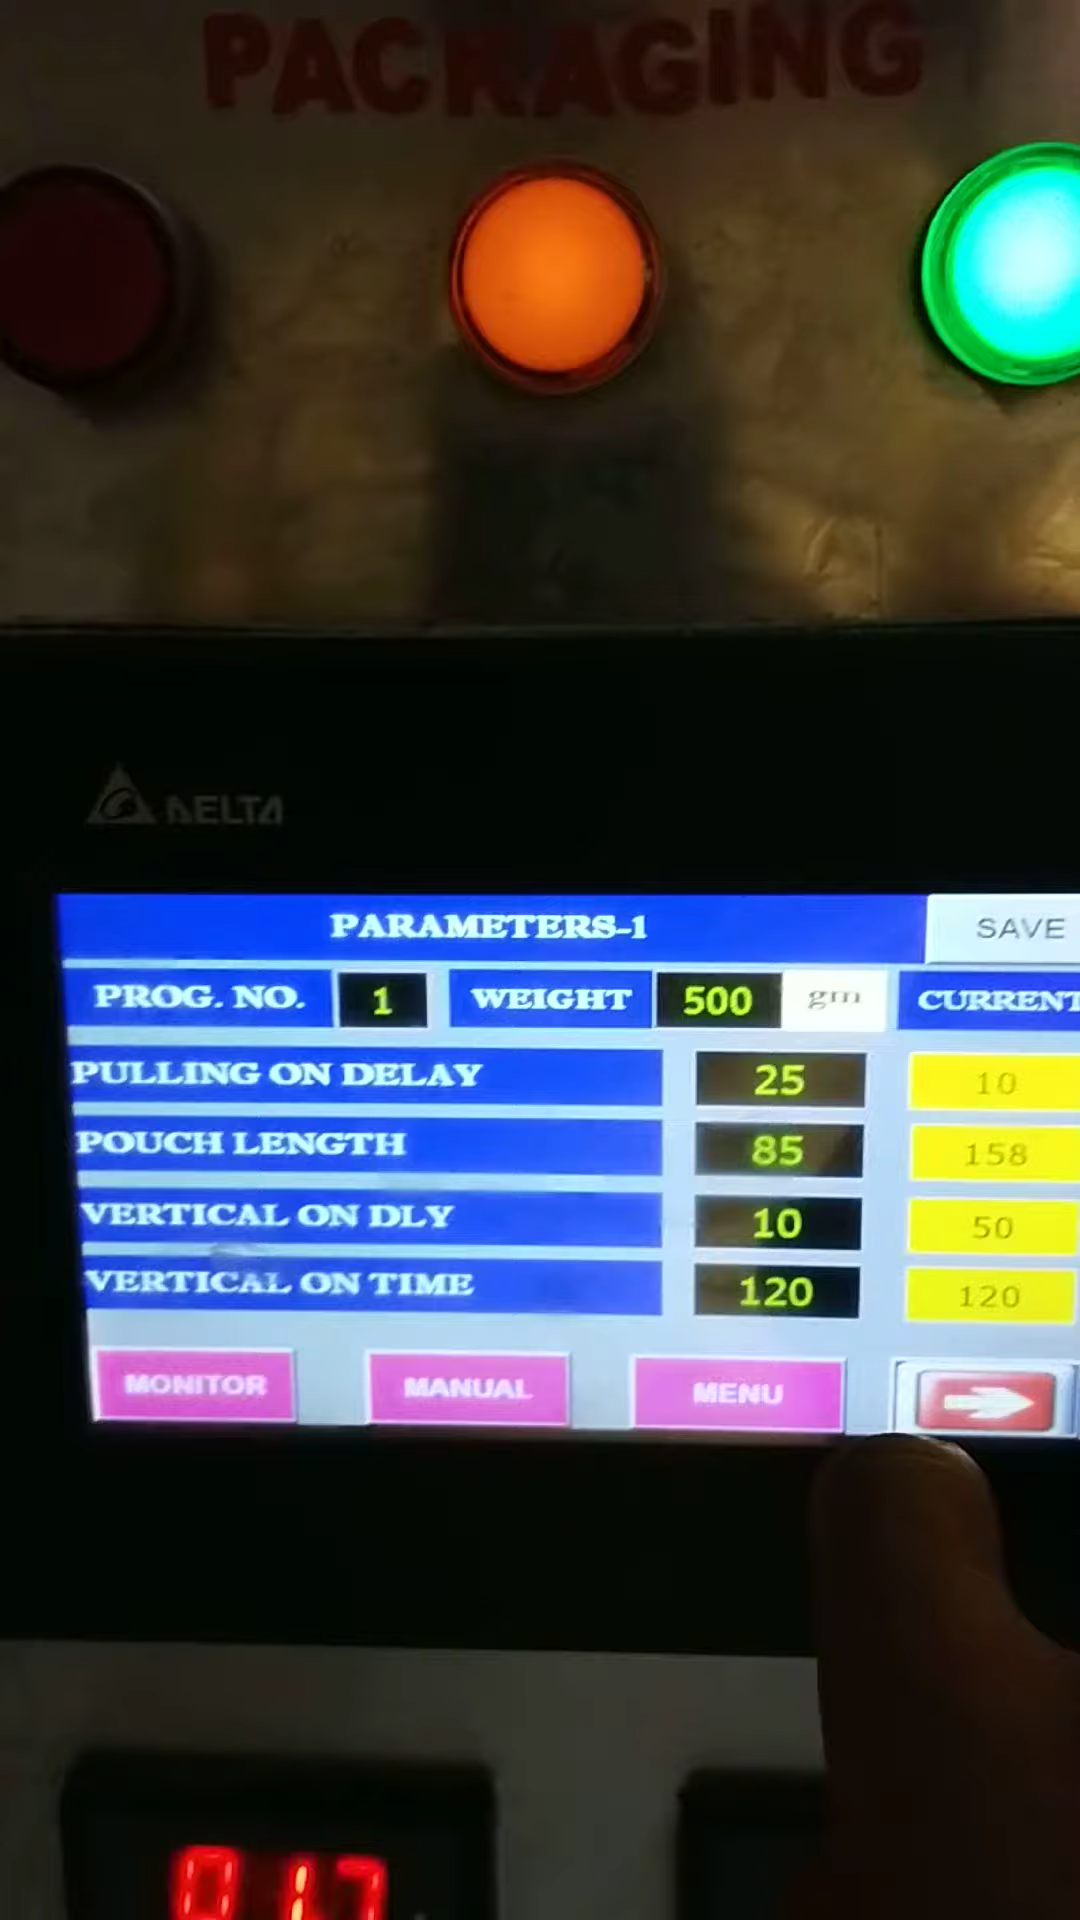 PACKAGING
DELTA
PARAMETERS-1 SAVE
PROG. NO. 1 WEIGHT 500 gm CURRENT
PULLING ON DELAY 25 10
POUCH LENGTH 85 158
VERTICAL ON DLY 10 50
VERTICAL ON TIME 120 120
MONITOR MANUAL MENU
017